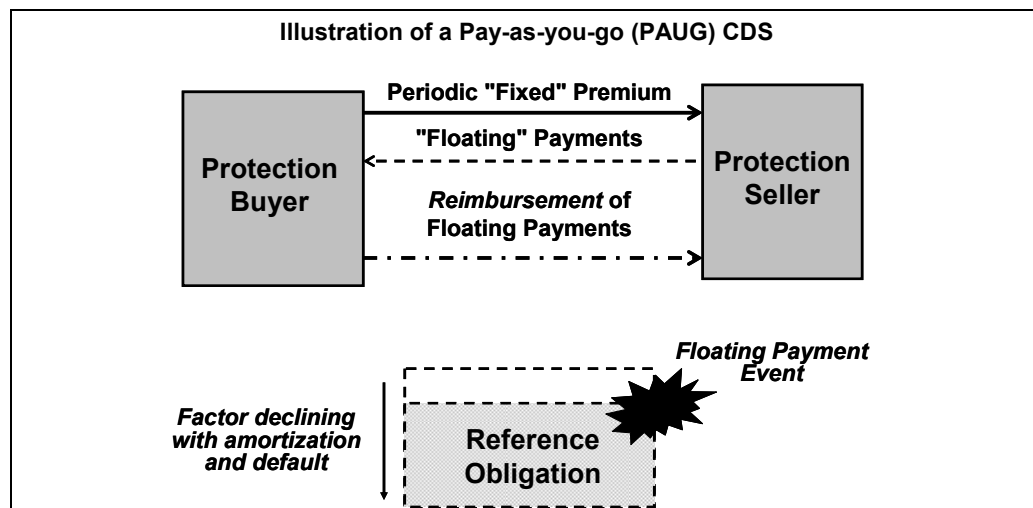 Illustration of a Pay-as-you-go (PAUG) CDS
Periodic "Fixed" Premium
"Floating" Payments
Protection
Buyer
Protection
Seller
Reimbursement of
Floating Payments
Floating Payment
Event
Factor declining
with amortization
and default
Reference
Obligation